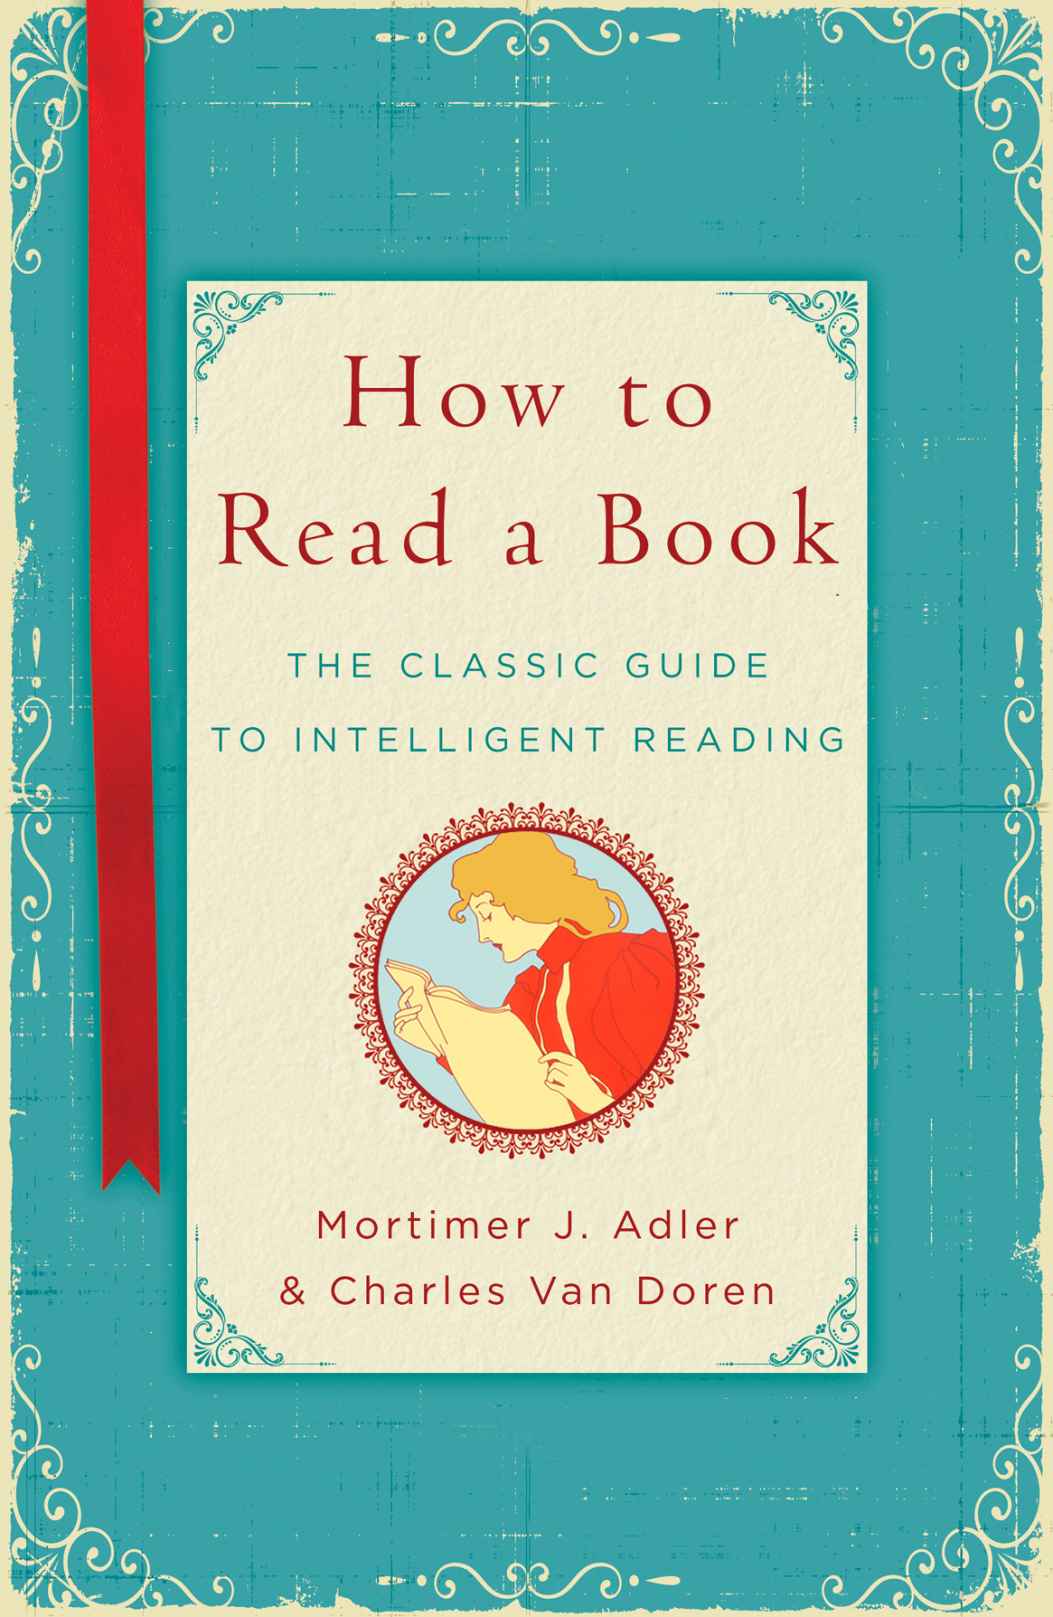 How to
Read a Book
THE CLASSIC GUIDE
TO INTELLIGENT READING
Mortimer J. Adler
& Charles Van Doren